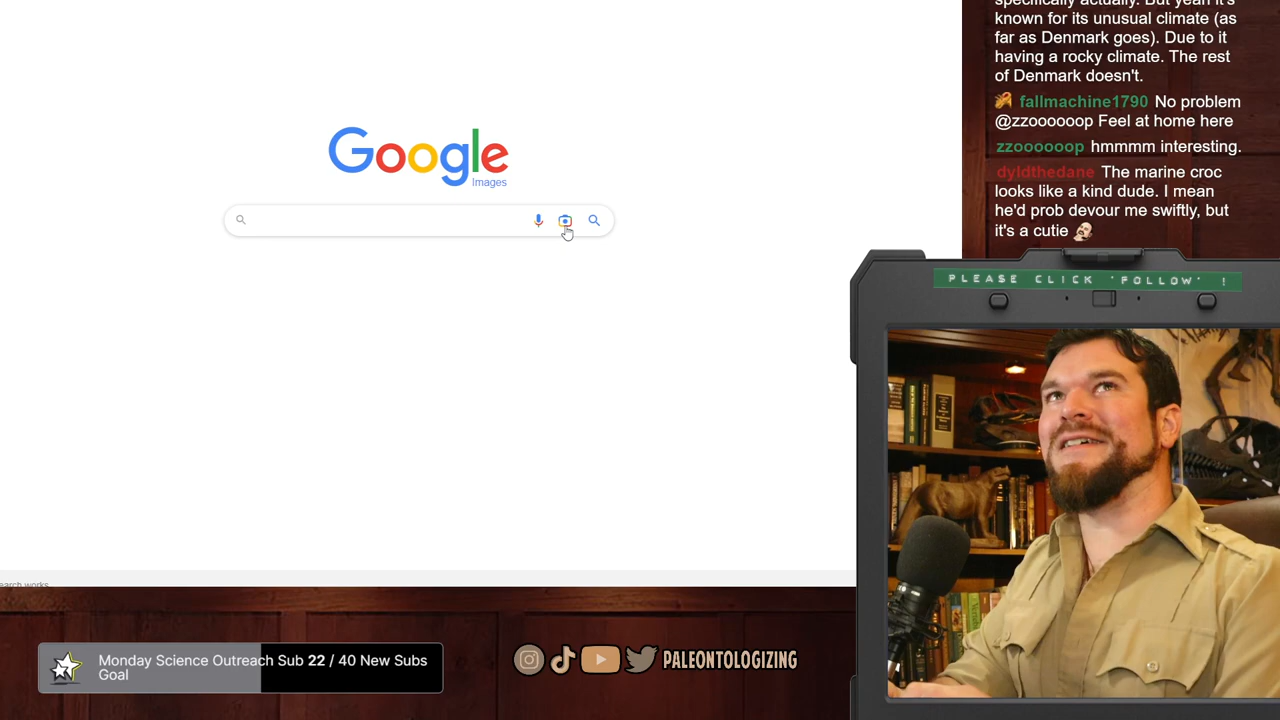 specifically actually. But yeah it's
known for its unusual climate (as
far as Denmark goes). Due to it
having a rocky climate. The rest
of Denmark doesn't.
fallmachine1790 No problem
@zzoooooop Feel at home here
zzoooooop hmmmm interesting.
dyldthedane The marine croc
looks like a kind dude. I mean
he'd prob devour me swiftly, but
it's a cutie
Google
Images
PLEASE CLICK 'FOLLOW' !
earch works
Monday Science Outreach Sub 22 / 40 New Subs
Goal
PALEONTOLOGIZING